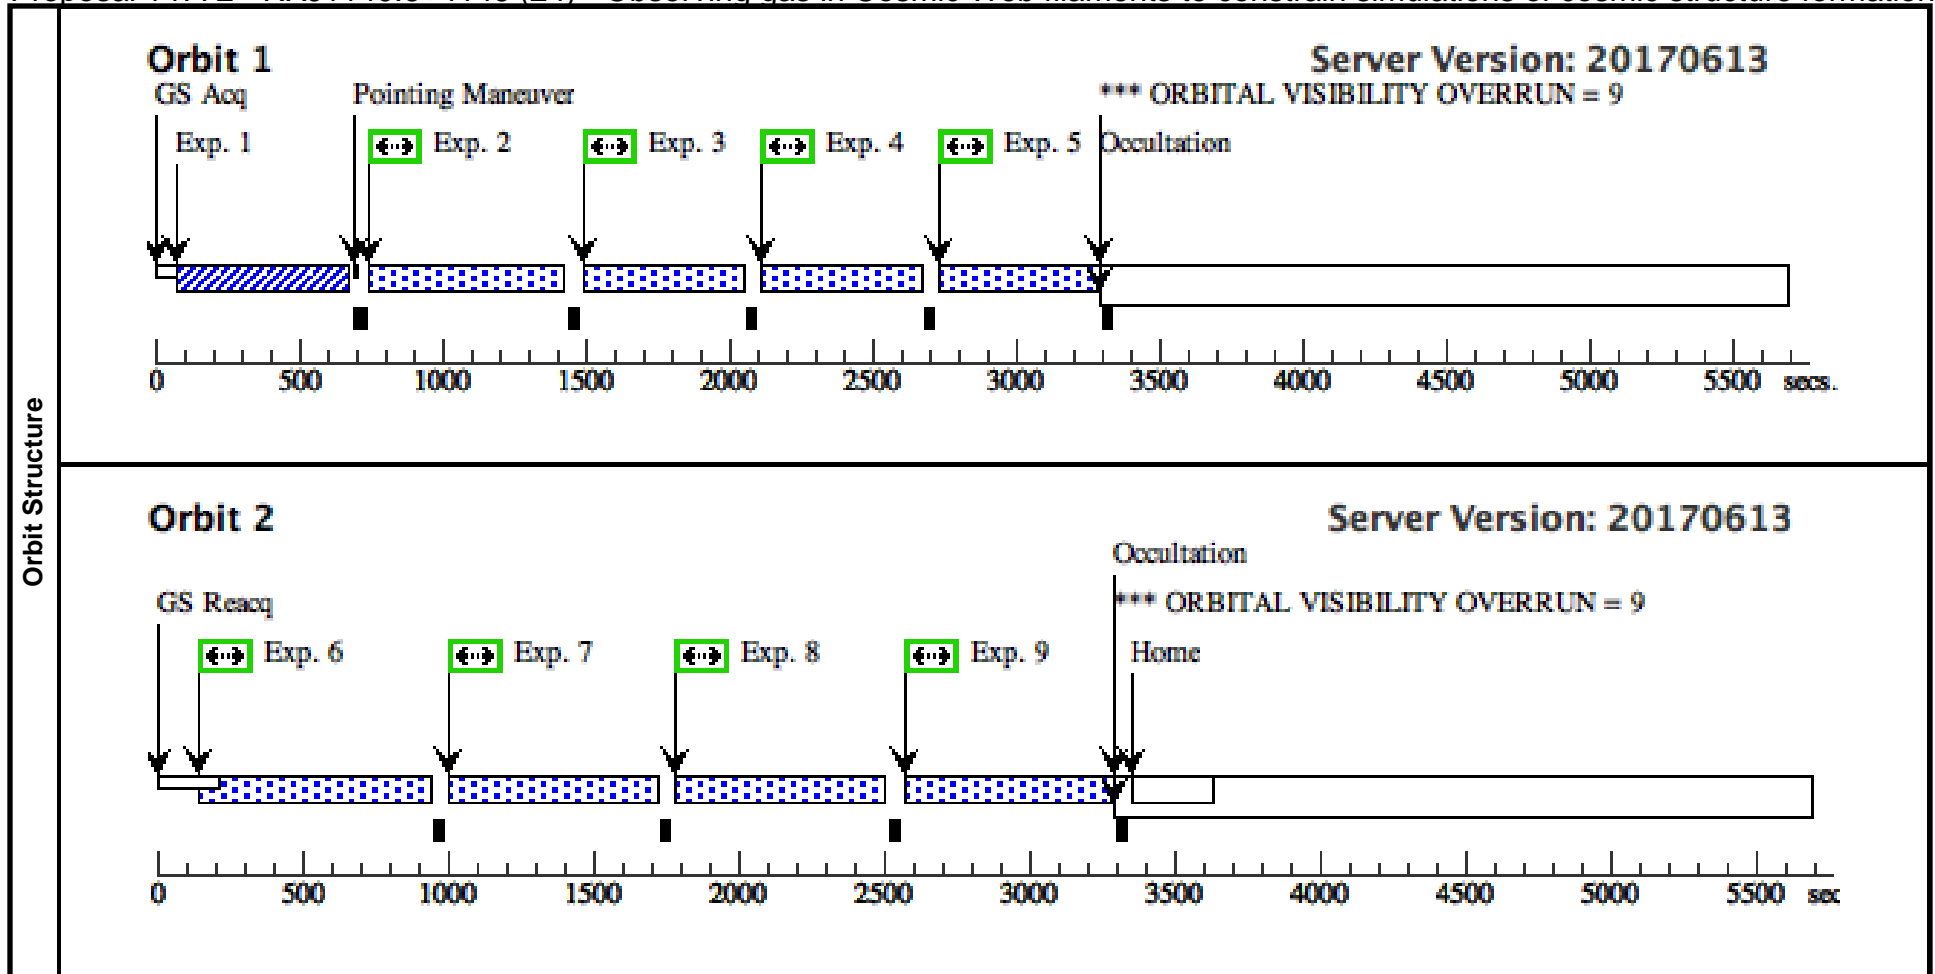 Orbit Structure
Orbit 1
Server Version: 20170613
GS Acq
Pointing Maneuver
*** ORBITAL VISIBILITY OVERRUN = 9
Exp. 1
Exp. 2
Exp. 3
Exp. 4
Exp. 5
Occultation
0 500 1000 1500 2000 2500 3000 3500 4000 4500 5000 5500 secs.
Orbit 2
Server Version: 20170613
Occultation
GS Reacq
*** ORBITAL VISIBILITY OVERRUN = 9
Exp. 6
Exp. 7
Exp. 8
Exp. 9
Home
0 500 1000 1500 2000 2500 3000 3500 4000 4500 5000 5500 sec